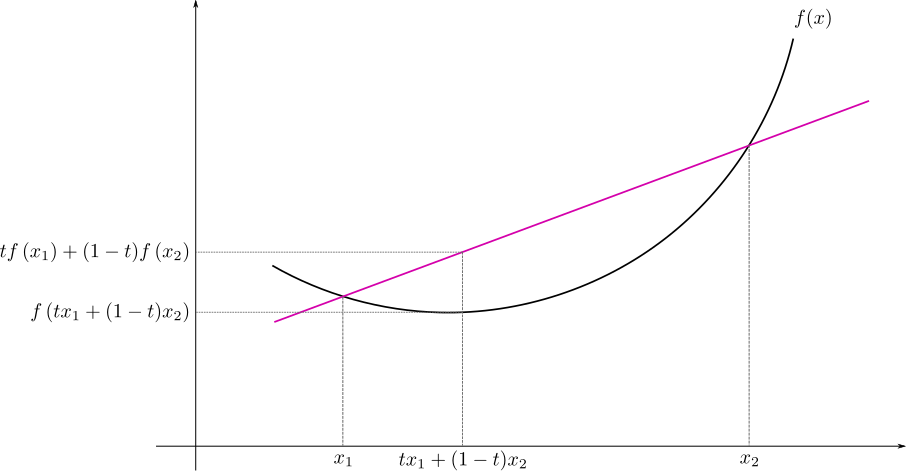 f(x)
tf (x₁) + (1 − t)f (x₂)
f (tx₁ + (1 − t)x₂)
x₁
tx₁ + (1 − t)x₂
x₂